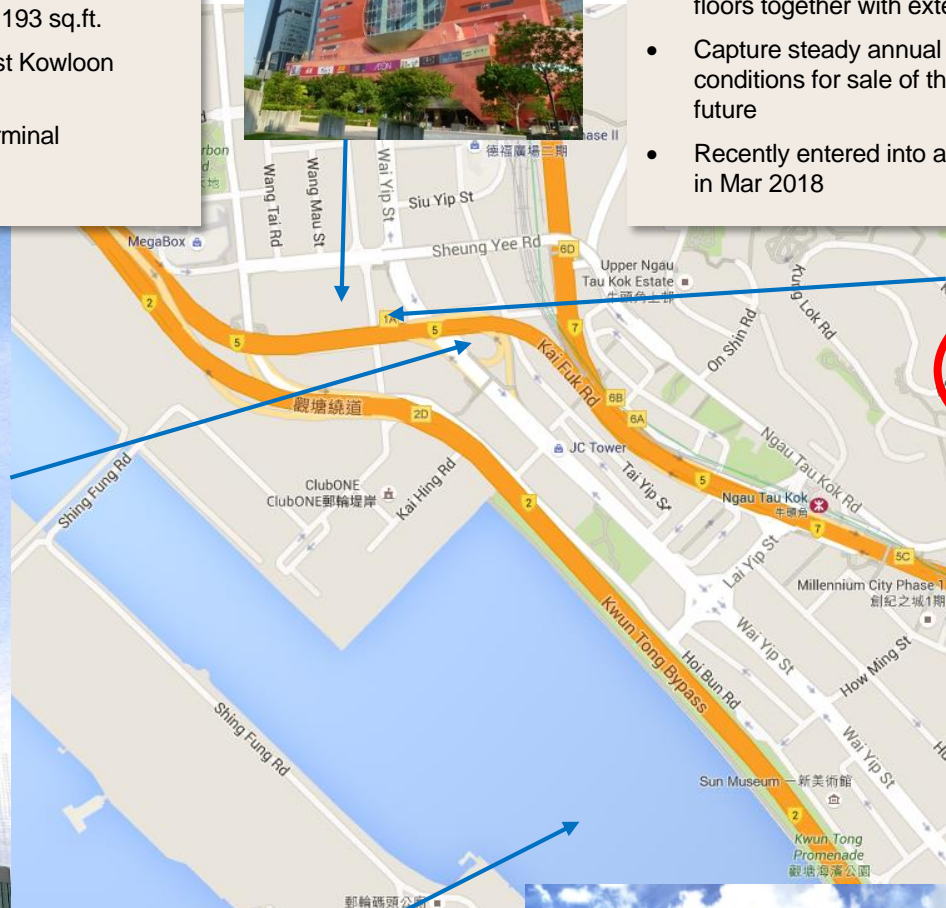 193 sq.ft.
st Kowloon
rminal
floors together with exte
• Capture steady annual
conditions for sale of th
future
• Recently entered into a
in Mar 2018
AEON
hase II
德福廣場二期
Wang Tai Rd
Wang Mau St
Wai Yip St
Siu Yip St
MegaBox
Sheung Yee Rd
6D
Upper Ngau
Tau Kok Estate
牛頭角上邨
Kung Lok Rd
On Shin Rd
2
5
1A
5
7
Kai Fuk Rd
觀塘繞道
2D
6B
6A
JC Tower
Tai Yip St
Ngau Tau Kok Rd
Shing Fung Rd
ClubONE
ClubONE郵輪堤岸
Kai Hing Rd
2
5
Ngau Tau Kok
牛頭角
7
5C
Lai Yip St
Millennium City Phase 1
創紀之城1期
Kwun Tong Bypass
Hoi Bun Rd
Wai Yip St
How Ming St
Shing Fung Rd
Wai Yip St
Sun Museum 一新美術館
2
Kwun Tong
Promenade
觀塘海濱公園
郵輪碼頭公園